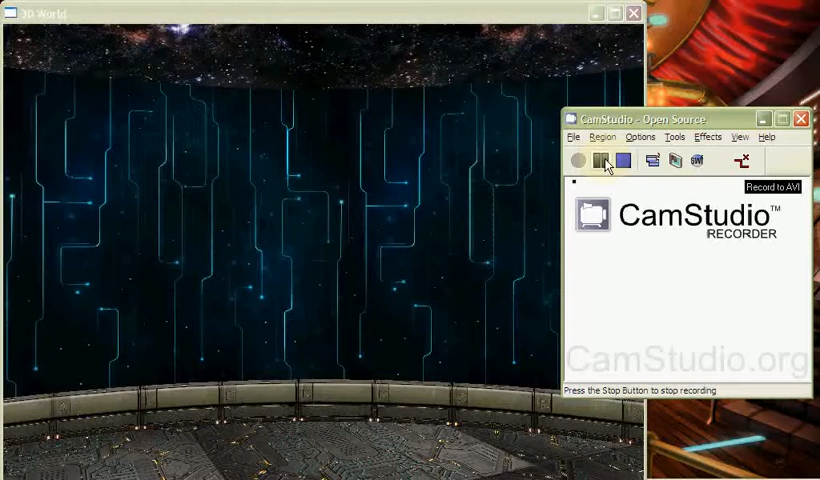 3D World
CamStudio - Open Source
File Region Options Tools Effects View Help
SWF
Record to AVI
CamStudio™
RECORDER
CamStudio.org
Press the Stop Button to stop recording